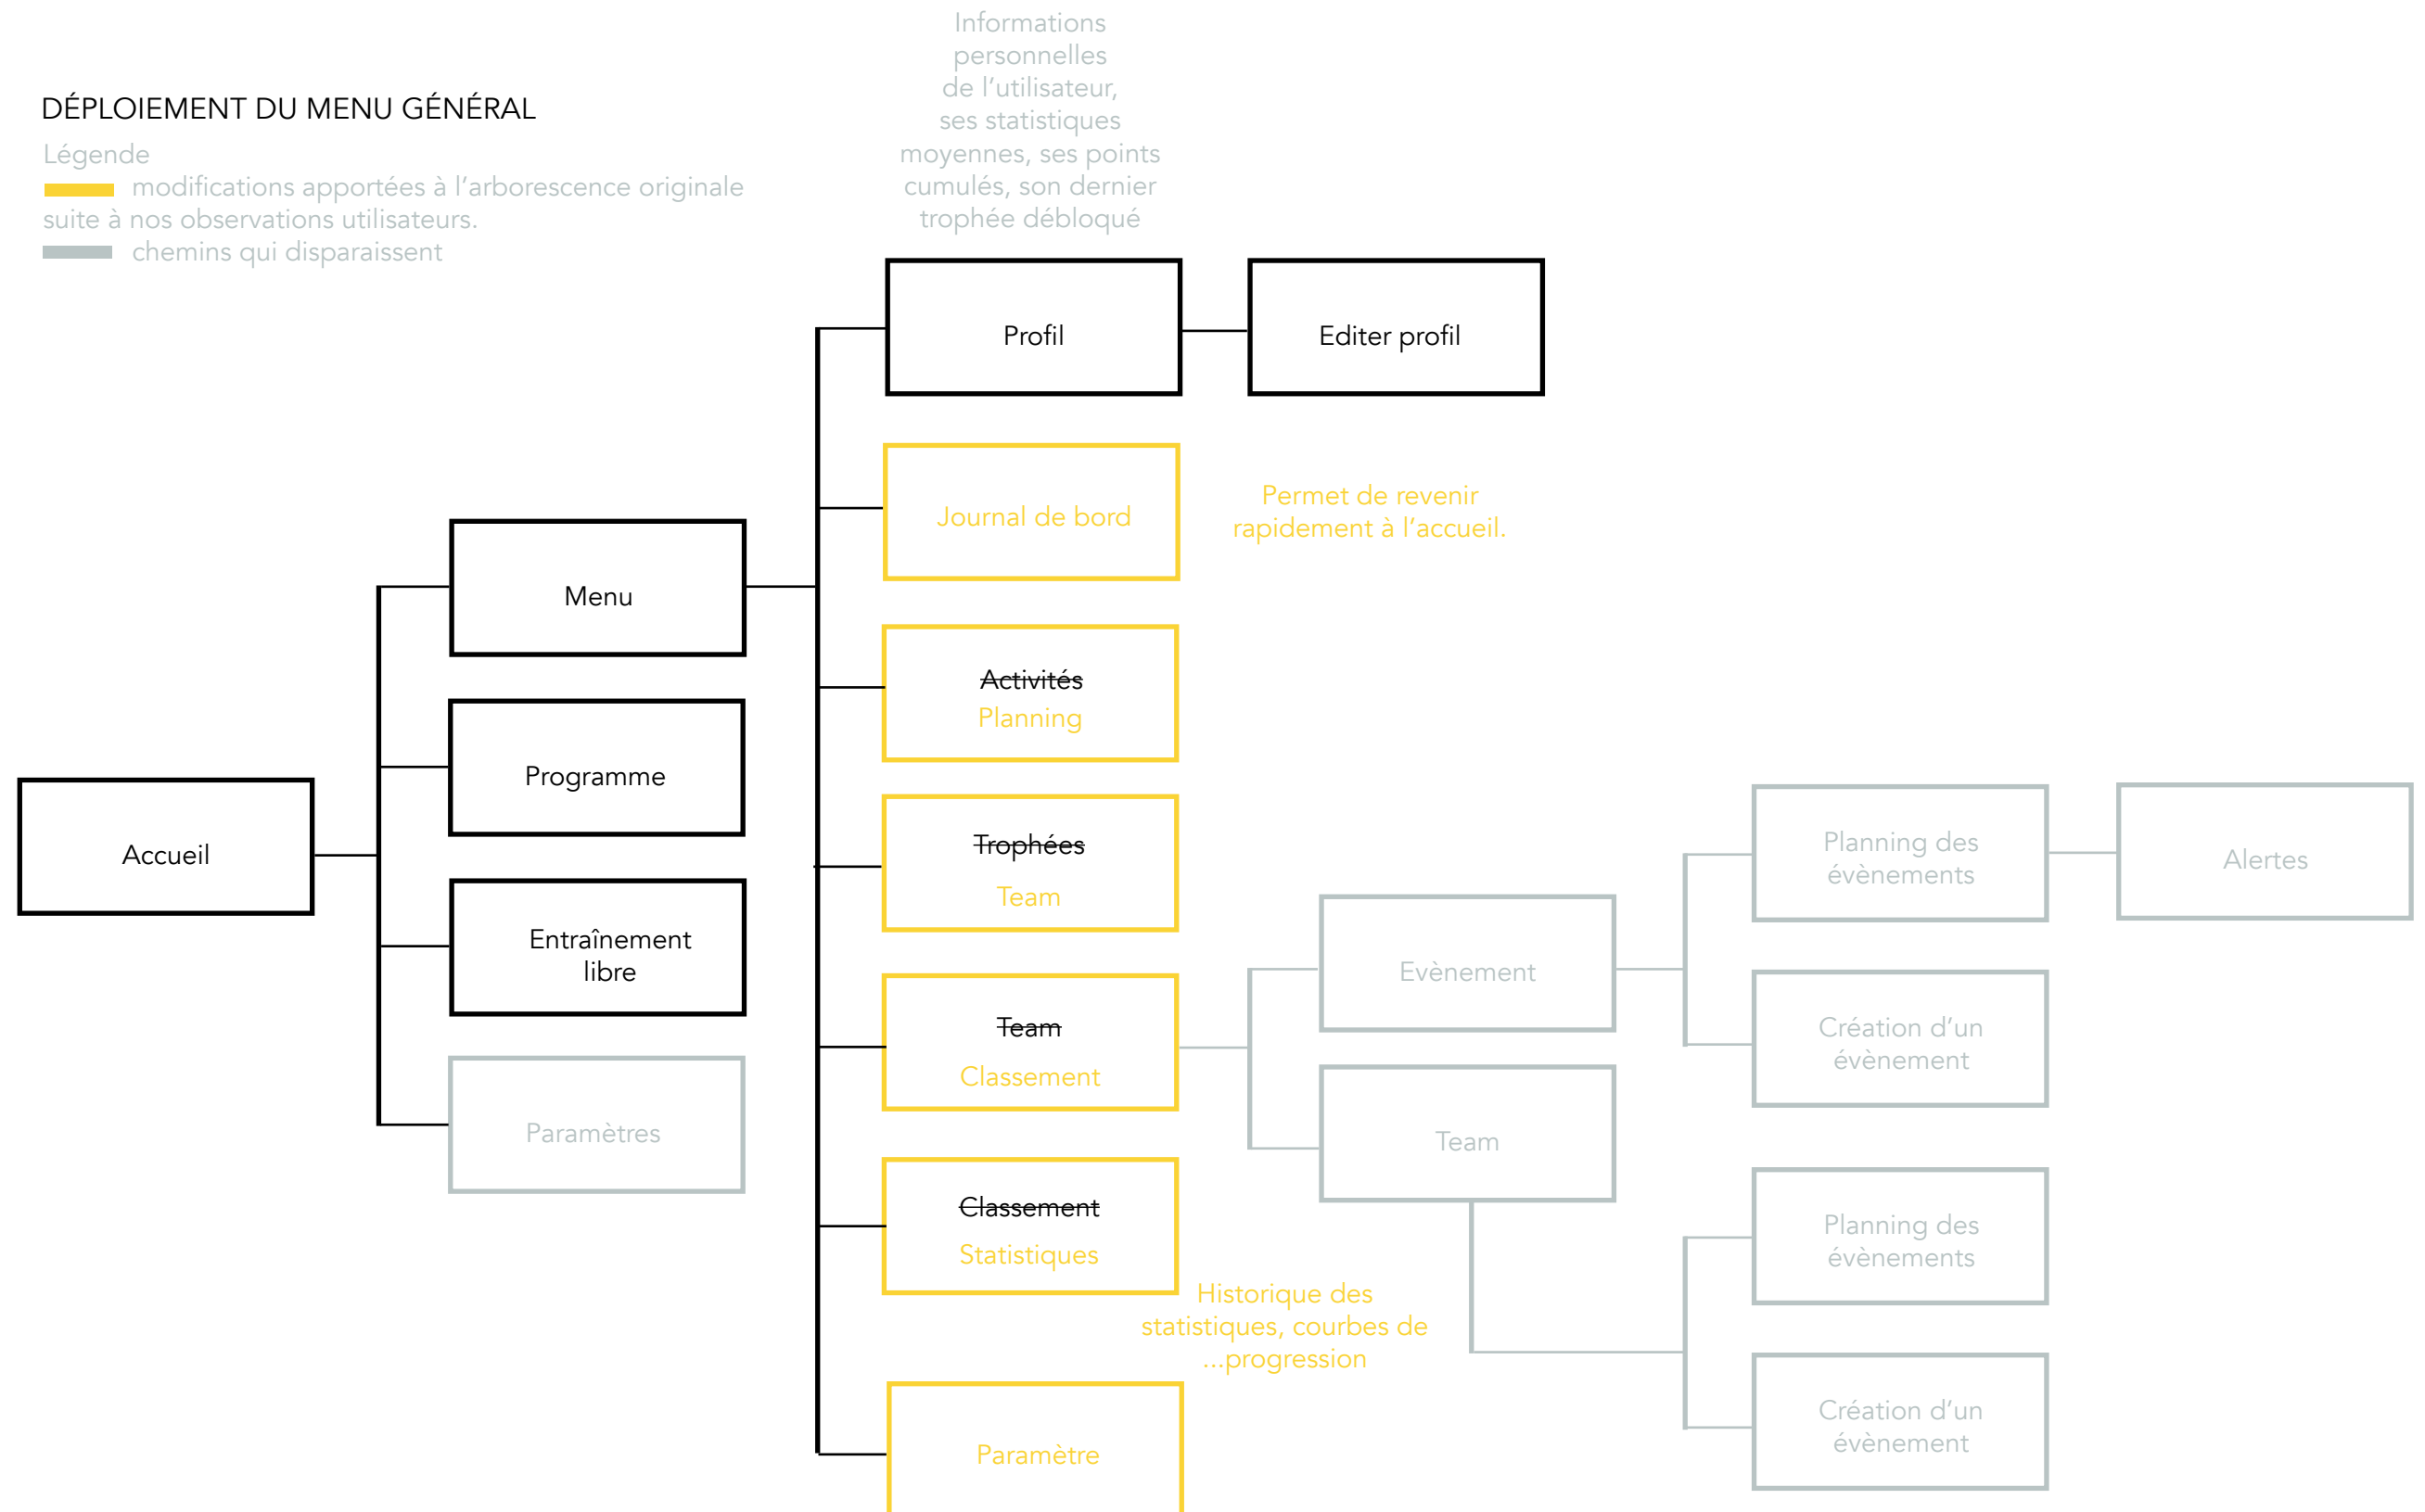 DÉPLOIEMENT DU MENU GÉNÉRAL
Légende
modifications apportées à l’arborescence originale
suite à nos observations utilisateurs.
chemins qui disparaissent
Informations
personnelles
de l’utilisateur,
ses statistiques
moyennes, ses points
cumulés, son dernier
trophée débloqué
Profil
Editer profil
Journal de bord
Permet de revenir
rapidement à l’accueil.
Menu
Activités
Planning
Programme
Accueil
Trophées
Team
Entraînement
libre
Team
Classement
Paramètres
Classement
Statistiques
Historique des
statistiques, courbes de
...progression
Paramètre
Evènement
Team
Planning des
évènements
Alertes
Création d’un
évènement
Planning des
évènements
Création d’un
évènement